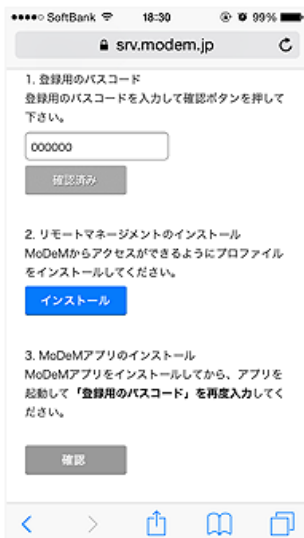 SoftBank 18:30 99%
srv.modem.jp
1. 登録用のパスコード
登録用のパスコードを入力して確認ボタンを押して
下さい。
000000
確認済み
2. リモートマネージメントのインストール
MoDeMからアクセスができるようにプロファイル
をインストールしてください。
インストール
3. MoDeMアプリのインストール
MoDeMアプリをインストールしてから、アプリを
起動して「登録用のパスコード」を再度入力してく
ださい。
確認